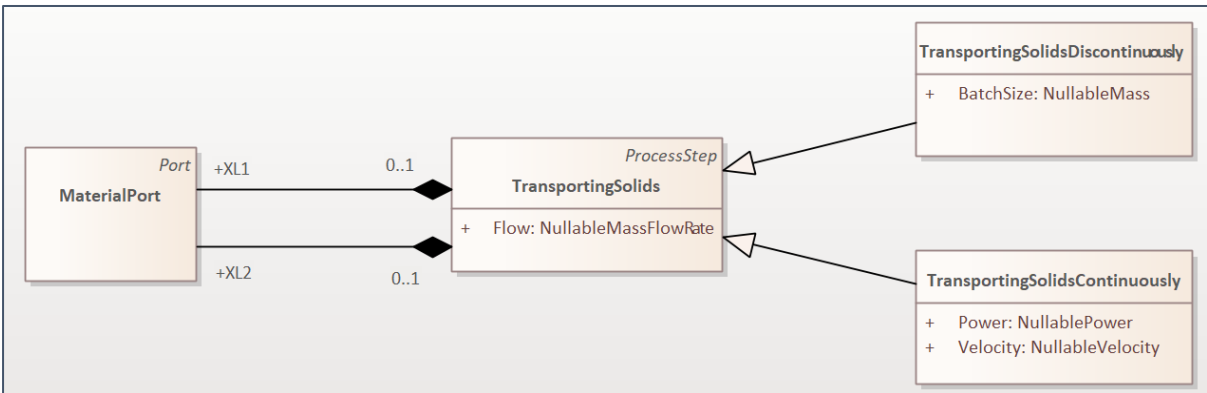 TransportingSolidsDiscontinuously
+ BatchSize: NullableMass
Port
MaterialPort
+XL1
0..1
+XL2
0..1
ProcessStep
TransportingSolids
+ Flow: NullableMassFlowRate
TransportingSolidsContinuously
+ Power: NullablePower
+ Velocity: NullableVelocity